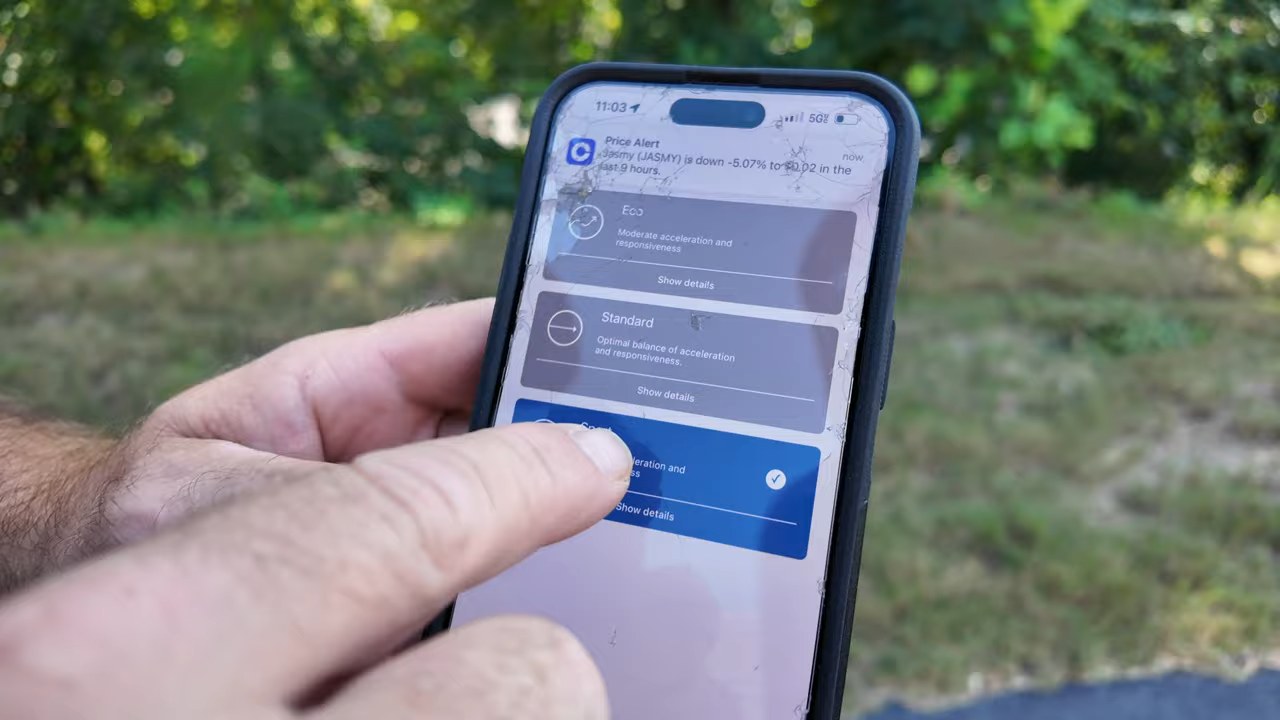 11:03
5G
Price Alert
now
Jasmy (JASMY) is down -5.07% to $0.02 in the
last 9 hours.
Eco
Moderate acceleration and
responsiveness
Show details
Standard
Optimal balance of acceleration
and responsiveness.
Show details
and
Show details